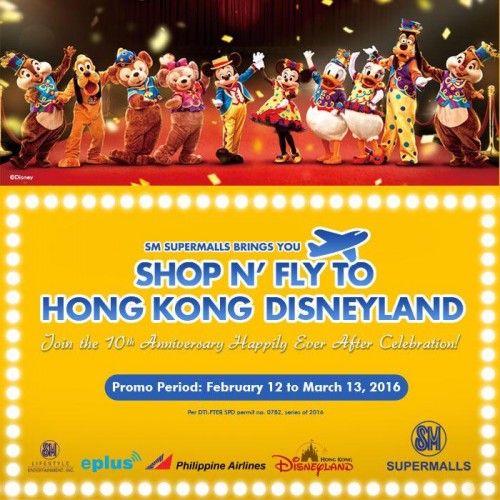 ©Disney
SM SUPERMALLS BRINGS YOU
SHOP N' FLY TO
HONG KONG DISNEYLAND
Join the 10th Anniversary Happily Ever After Celebration!
Promo Period: February 12 to March 13, 2016
Per DTI-FTEB SPD permit no. 0782, series of 2016
SM
LIFESTYLE
ENTERTAINMENT, INC.
eplus
Philippine Airlines
HONG KONG
DISNEYLAND
SM
SUPERMALLS